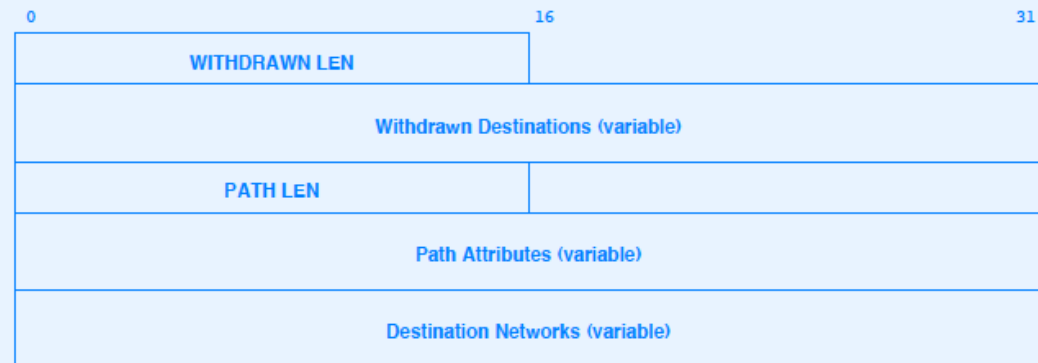 0 16 31
WITHDRAWN LEN
Withdrawn Destinations (variable)
PATH LEN
Path Attributes (variable)
Destination Networks (variable)